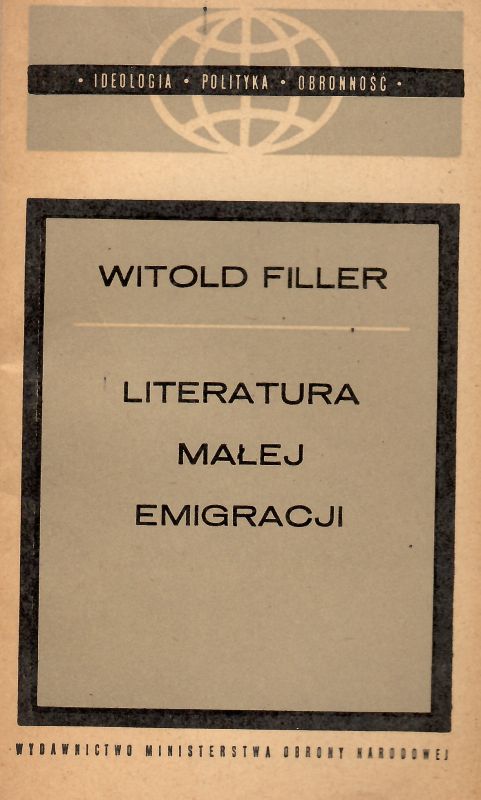 • IDEOLOGIA • POLITYKA • OBRONNOŚĆ •
WITOLD FILLER
LITERATURA
MAŁEJ
EMIGRACJI
WYDAWNICTWO MINISTERSTWA OBRONY NARODOWEJ